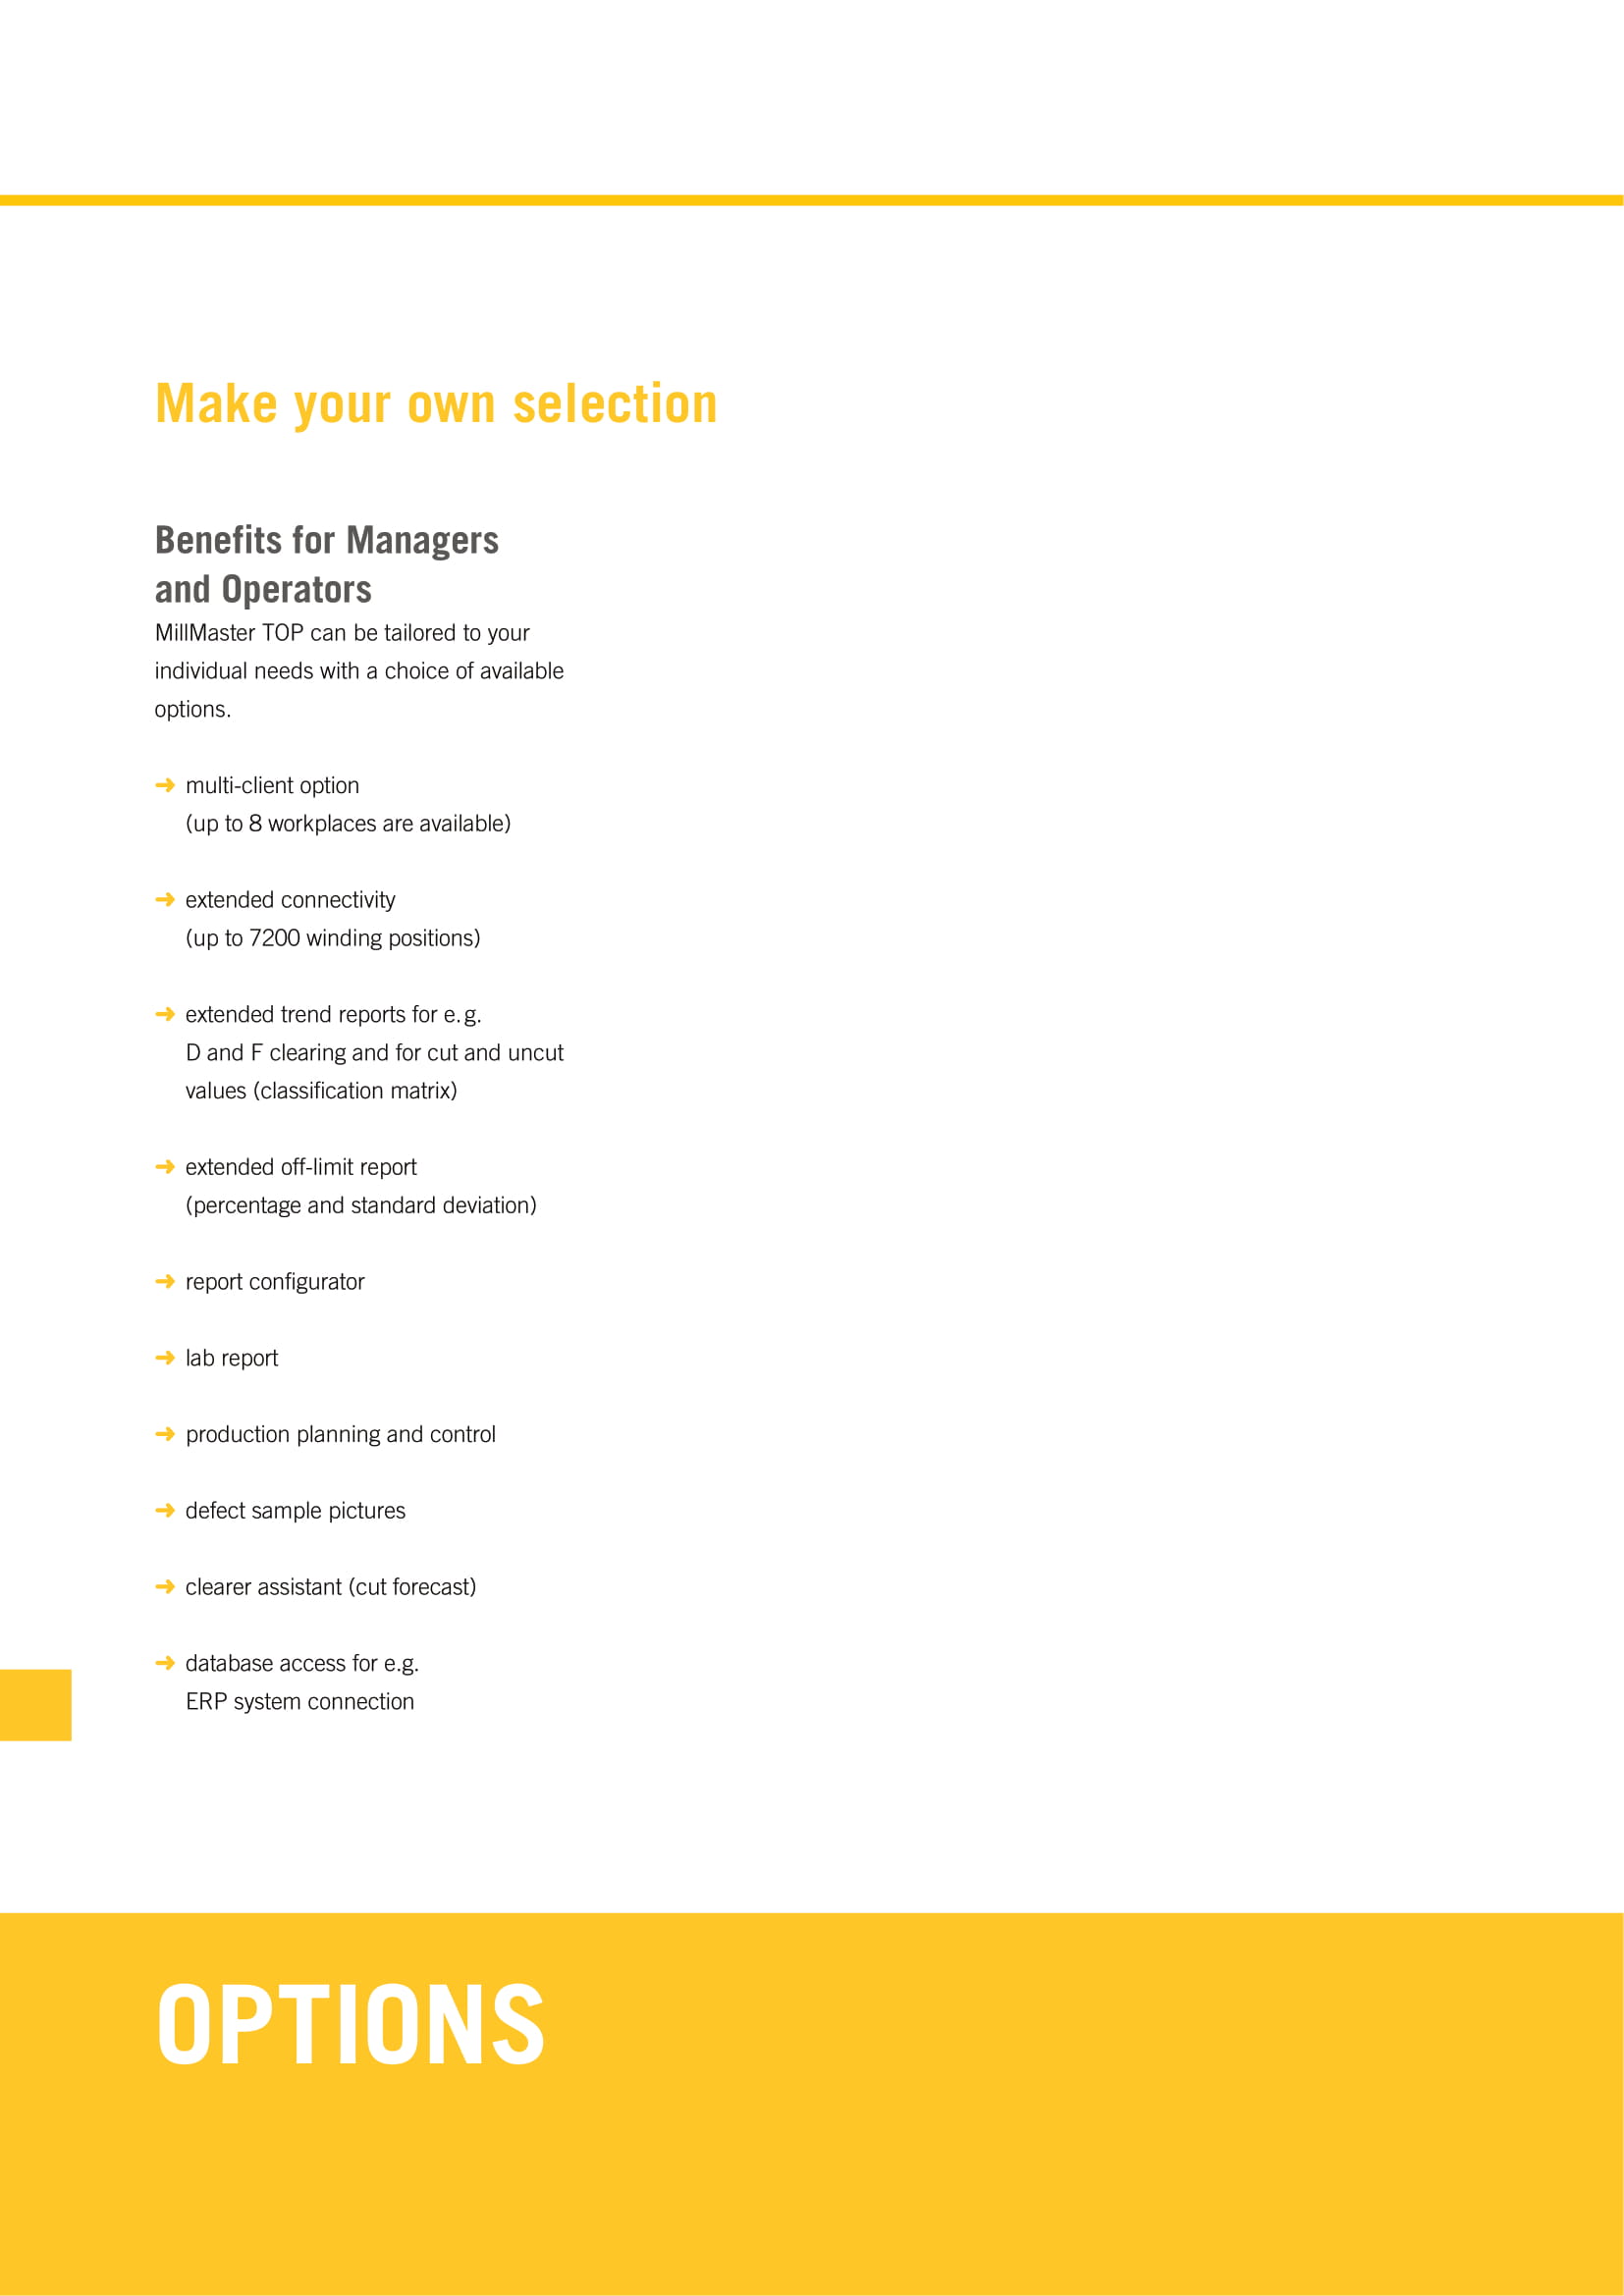 Make your own selection
Benefits for Managers
and Operators
MillMaster TOP can be tailored to your
individual needs with a choice of available
options.
➜ multi-client option
(up to 8 workplaces are available)
➜ extended connectivity
(up to 7200 winding positions)
➜ extended trend reports for e. g.
D and F clearing and for cut and uncut
values (classification matrix)
➜ extended off-limit report
(percentage and standard deviation)
➜ report configurator
➜ lab report
➜ production planning and control
➜ defect sample pictures
➜ clearer assistant (cut forecast)
➜ database access for e.g.
ERP system connection
OPTIONS